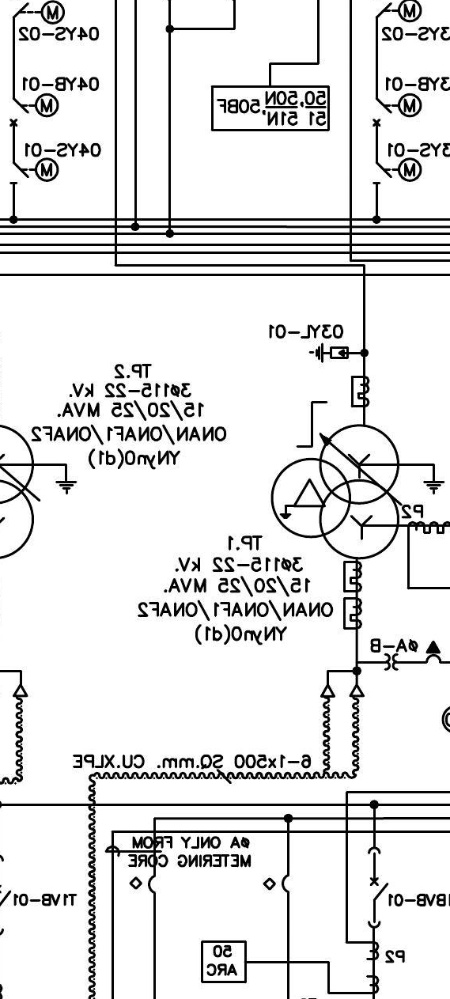 04YS-02
M
M
3YS-02
04YB-01
M
M
3YB-01
50,50N
51 51N ,50BF
04YS-01
M
M
3YS-01
03YL-01
TP.2
3ø115-22 kV.
15/20/25 MVA.
ONAN/ONAF1/ONAF2
YNyn0(d1)
P2
TP.1
3ø115-22 kV.
15/20/25 MVA.
ONAN/ONAF1/ONAF2
YNyn0(d1)
øA-B
6-1x500 SQ.mm. CU.XLPE
øA ONLY FROM
METERING CORE
T1VB-01
BVB-01
50
ARC
P2